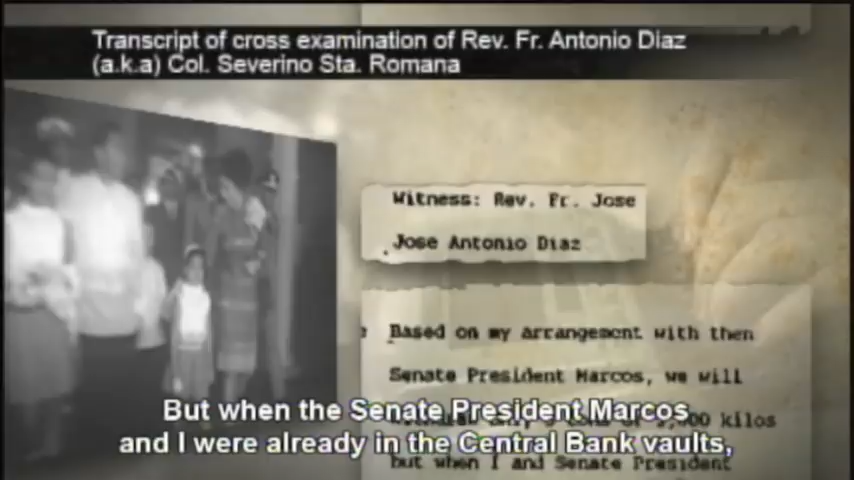 Transcript of cross examination of Rev. Fr. Antonio Diaz
(a.k.a) Col. Severino Sta. Romana
Witness: Rev. Fr. Jose
Jose Antonio Diaz
Based on my arrangement with then
Senate President Marcos, we will
kilos
But when the Senate President Marcos
and I were already in the Central Bank vaults,
but when I and Senate President